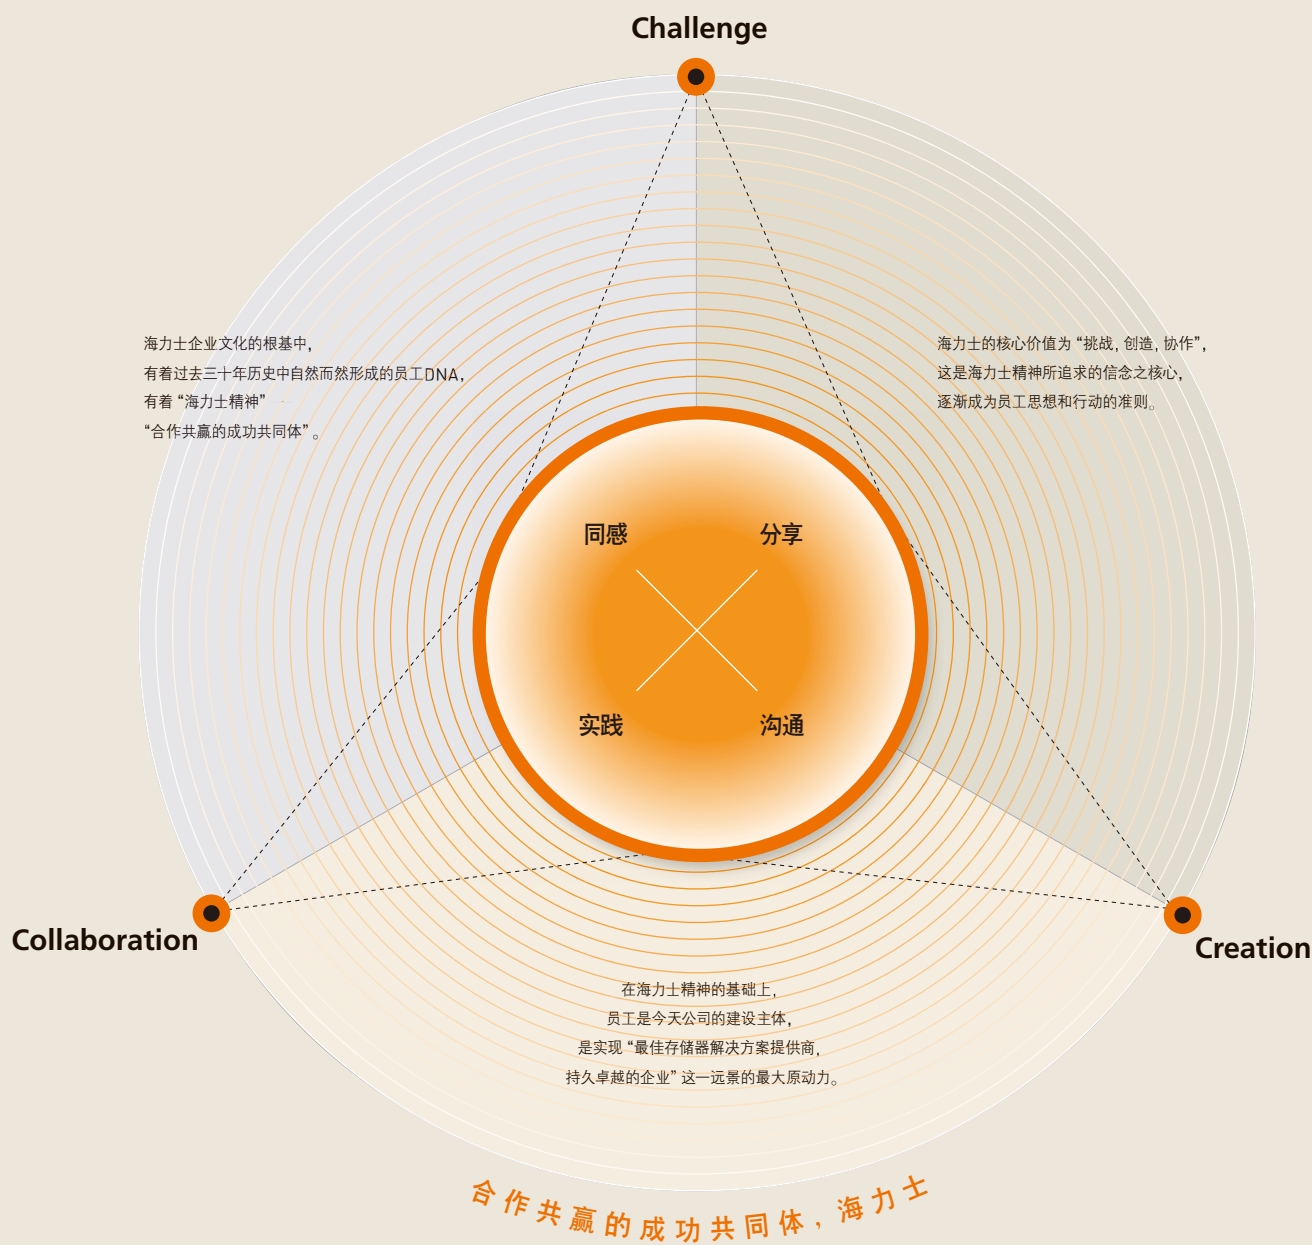 Challenge
海力士企业文化的根基中,
有着过去三十年历史中自然而然形成的员工DNA,
有着 “海力士精神”
“合作共赢的成功共同体” 。
海力士的核心价值为 “挑战, 创造, 协作”,
这是海力士精神所追求的信念之核心,
逐渐成为员工思想和行动的准则。
同感
分享
实践
沟通
Collaboration
Creation
在海力士精神的基础上,
员工是今天公司的建设主体,
是实现 “最佳存储器解决方案提供商,
持久卓越的企业” 这一远景的最大原动力。
合作共赢的成功共同体, 海力士